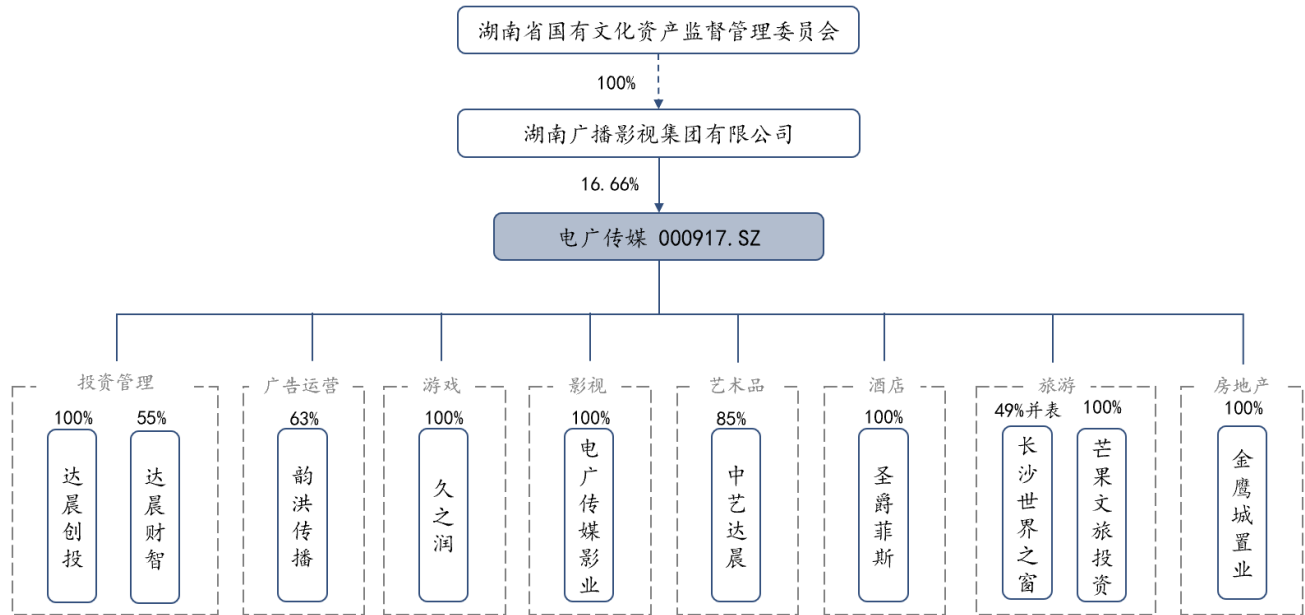 湖南省国有文化资产监督管理委员会
100%
湖南广播影视集团有限公司
16.66%
电广传媒 000917.SZ
投资管理
100%
达晨创投
55%
达晨财智
广告运营
63%
韵洪传播
游戏
100%
久之润
影视
100%
电广传媒影业
艺术品
85%
中艺达晨
酒店
100%
圣爵菲斯
旅游
49%并表
长沙世界之窗
100%
芒果文旅投资
房地产
100%
金鹰城置业